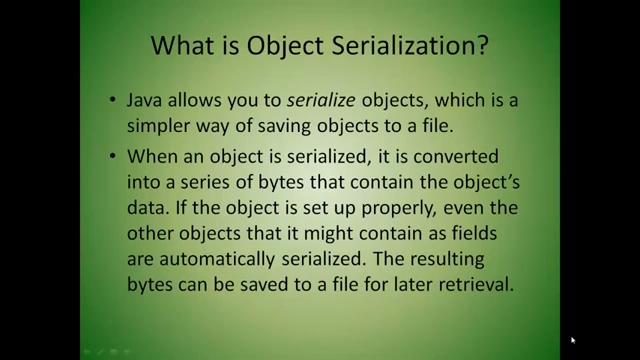 What is Object Serialization?
• Java allows you to serialize objects, which is a
simpler way of saving objects to a file.
• When an object is serialized, it is converted
into a series of bytes that contain the object's
data. If the object is set up properly, even the
other objects that it might contain as fields
are automatically serialized. The resulting
bytes can be saved to a file for later retrieval.